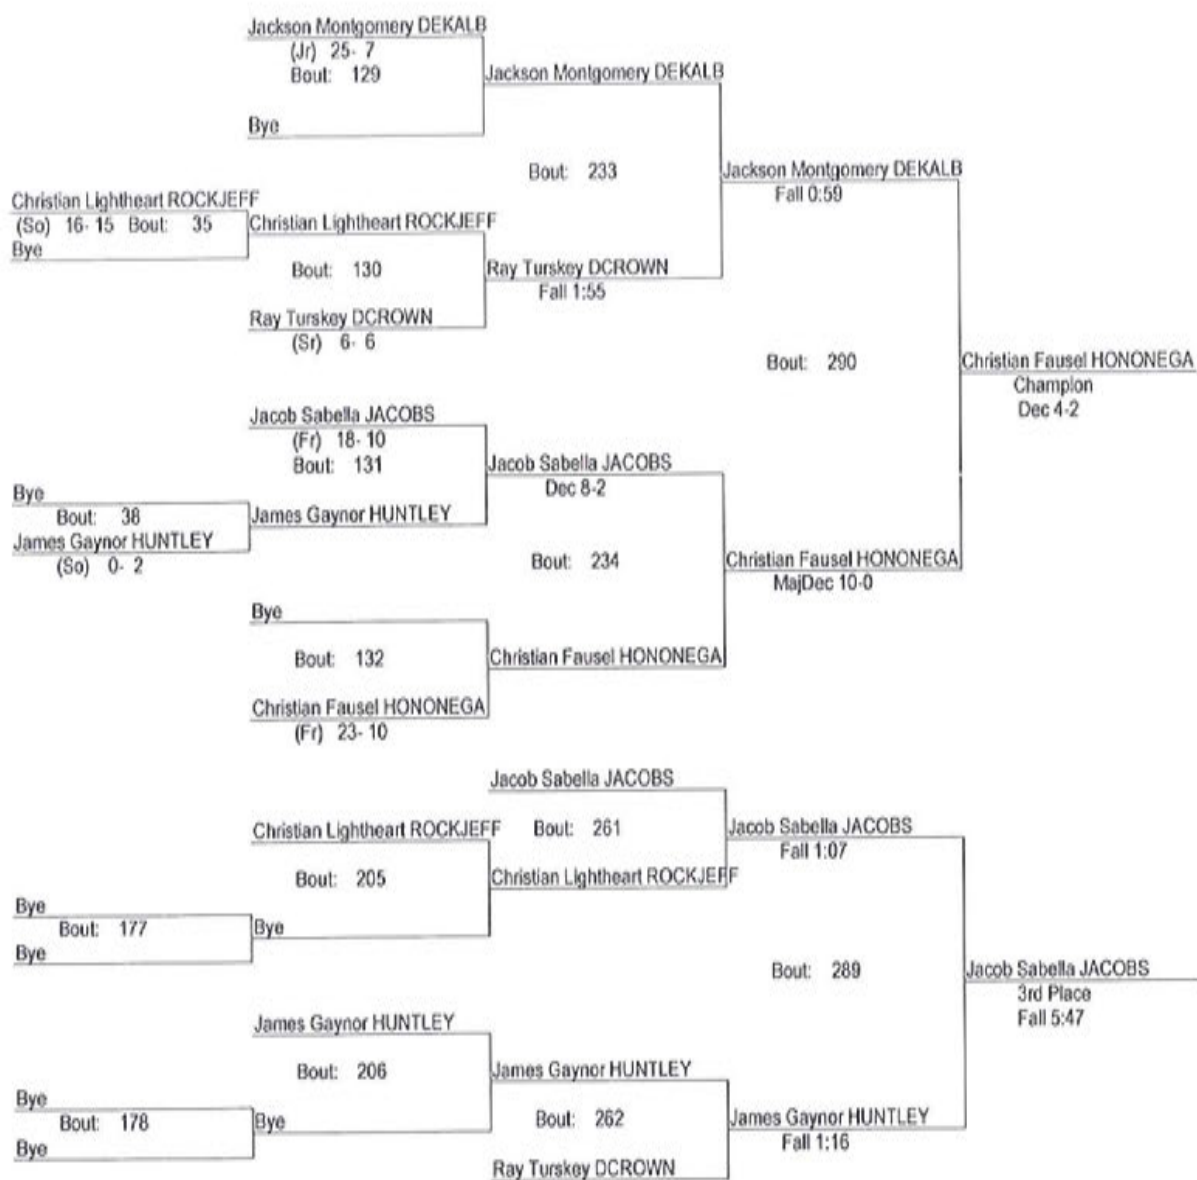 Jackson Montgomery DEKALB
(Jr) 25- 7
Bout: 129
Jackson Montgomery DEKALB
Bye
Bout: 233
Jackson Montgomery DEKALB
Fall 0:59
Christian Lightheart ROCKJEFF
(So) 16- 15 Bout: 35
Bye
Christian Lightheart ROCKJEFF
Bout: 130
Ray Turskey DCROWN
Fall 1:55
Ray Turskey DCROWN
(Sr) 6- 6
Bout: 290
Christian Fausel HONONEGA
Champion
Dec 4-2
Jacob Sabella JACOBS
(Fr) 18- 10
Bout: 131
Jacob Sabella JACOBS
Dec 8-2
Bye
Bout: 38
James Gaynor HUNTLEY
(So) 0- 2
James Gaynor HUNTLEY
Bout: 234
Christian Fausel HONONEGA
MajDec 10-0
Bye
Bout: 132
Christian Fausel HONONEGA
Christian Fausel HONONEGA
(Fr) 23- 10
Jacob Sabella JACOBS
Christian Lightheart ROCKJEFF
Bout: 261
Jacob Sabella JACOBS
Fall 1:07
Bout: 205
Christian Lightheart ROCKJEFF
Bye
Bout: 177
Bye
Bye
Bout: 289
Jacob Sabella JACOBS
3rd Place
Fall 5:47
James Gaynor HUNTLEY
Bout: 206
James Gaynor HUNTLEY
Bye
Bout: 178
Bye
Bye
Bout: 262
James Gaynor HUNTLEY
Fall 1:16
Ray Turskey DCROWN